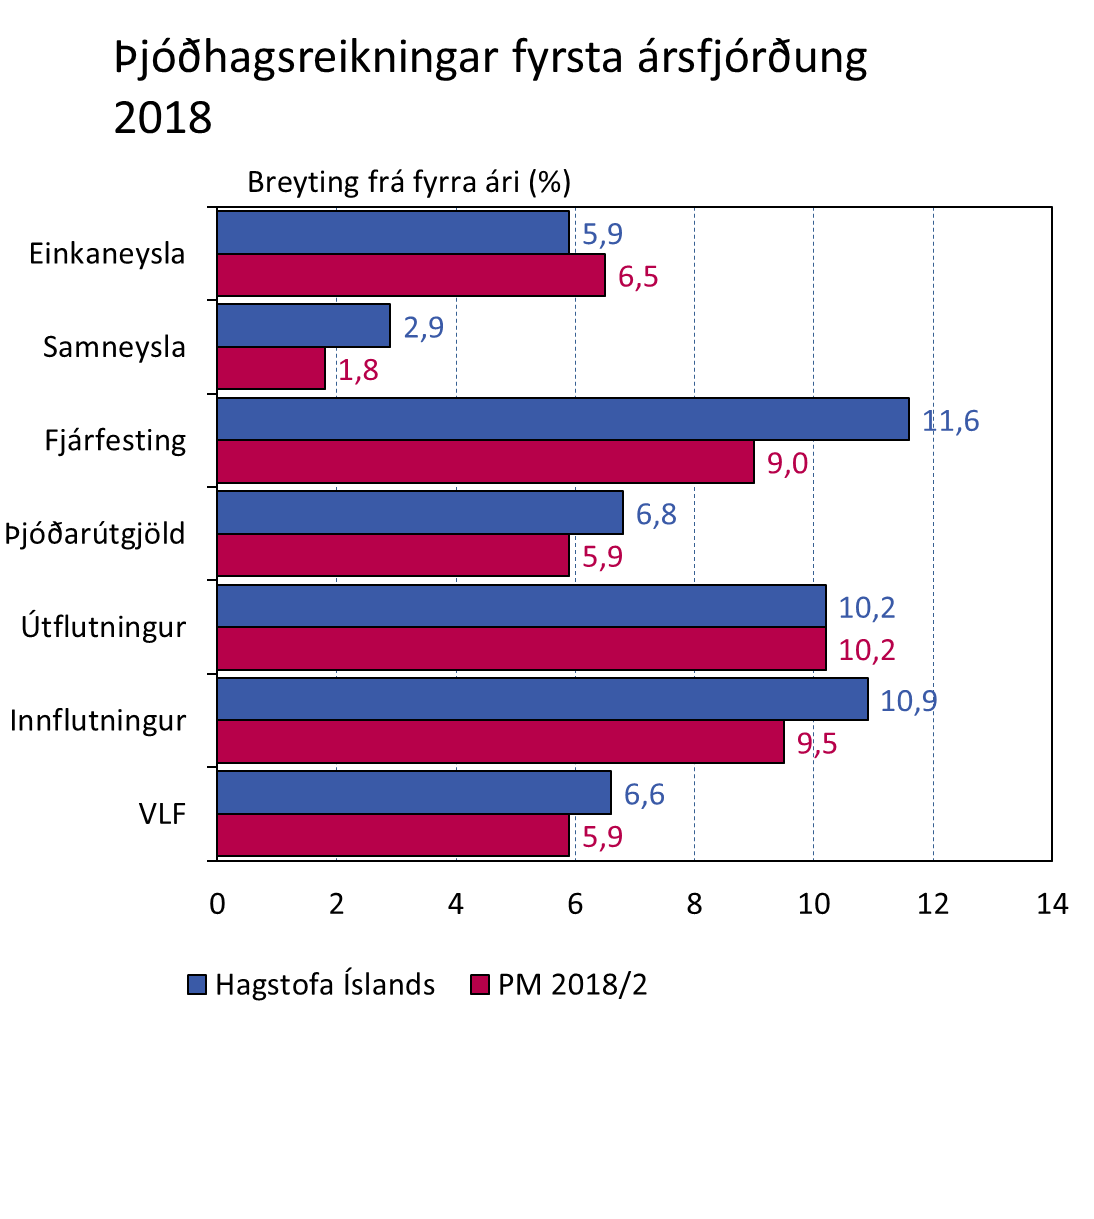 Þjóðhagsreikningar fyrsta ársfjórðung
2018
Breyting frá fyrra ári (%)
Einkaneysla
5,9
6,5
Samneysla
2,9
1,8
Fjárfesting
11,6
9,0
Þjóðarútgjöld
6,8
5,9
Útflutningur
10,2
10,2
Innflutningur
10,9
9,5
VLF
6,6
5,9
0 2 4 6 8 10 12 14
Hagstofa Íslands PM 2018/2